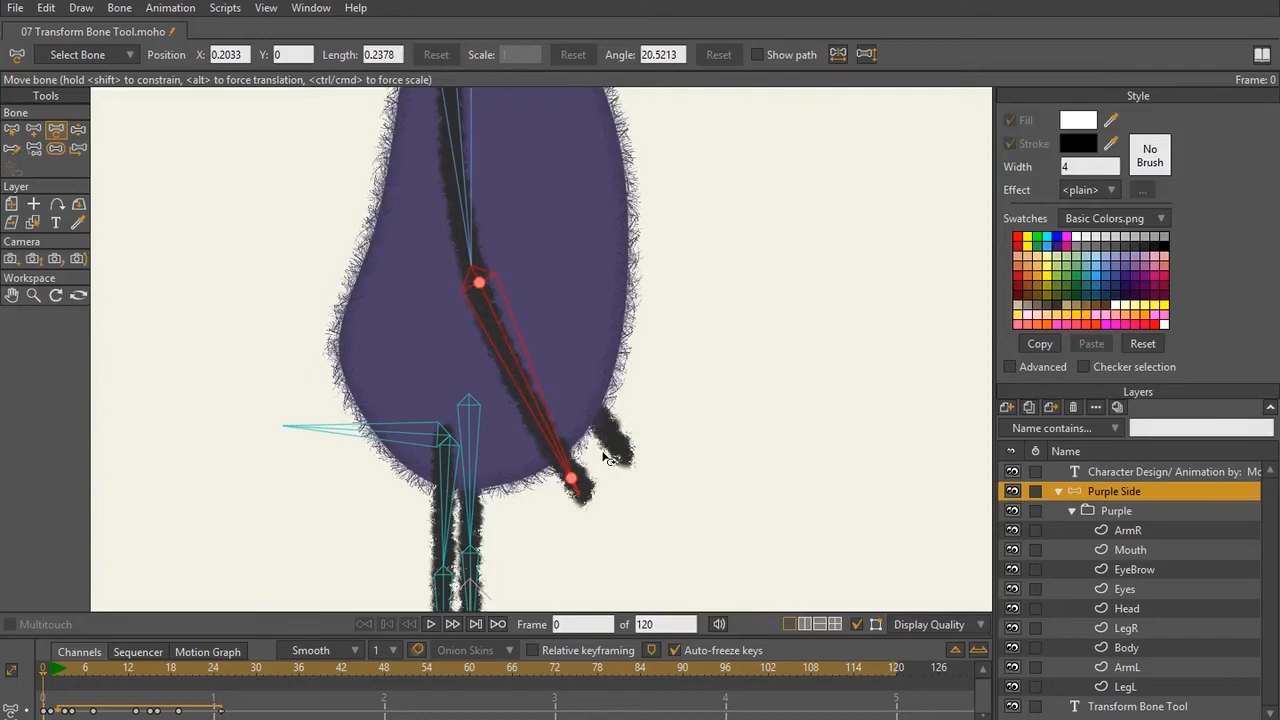 File Edit Draw Bone Animation Scripts View Window Help
07 Transform Bone Tool.moho
Select Bone Position X: 0.2033 Y: 0 Length: 0.2378 Reset Scale: 1 Reset Angle: 20.5213 Reset Show path
Move bone (hold <shift> to constrain, <alt> to force translation, <ctrl/cmd> to force scale) Frame: 0
Tools
Bone
Layer
Camera
Workspace
Style
Fill
Stroke
No
Brush
Width 4
Effect <plain> ...
Swatches Basic Colors.png
Copy Paste Reset
Advanced Checker selection
Layers
Name contains...
Name
Character Design/ Animation by: Mc
Purple Side
Purple
ArmR
Mouth
EyeBrow
Eyes
Head
LegR
Body
ArmL
LegL
Transform Bone Tool
Multitouch Frame 0 of 120 Display Quality
Channels Sequencer Motion Graph Smooth 1 Onion Skins Relative keyframing Auto-freeze keys
0 6 12 18 24 30 36 42 48 54 60 66 72 78 84 90 96 102 108 114 120 126
0 1 2 3 4 5